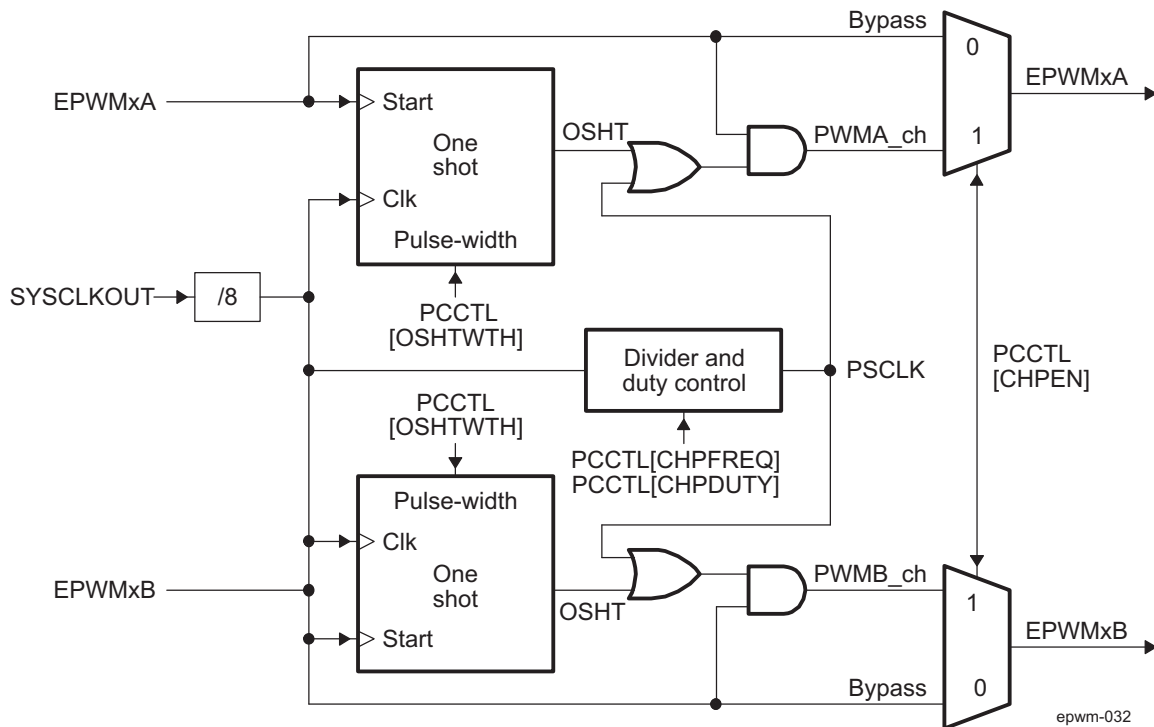 Bypass
0
EPWMxA
EPWMxA
Start
OSHT
PWMA_ch
1
One
shot
Clk
Pulse-width
SYSCLKOUT
/8
PCCTL
[OSHTWTH]
Divider and
duty control
PSCLK
PCCTL
[CHPEN]
PCCTL
[OSHTWTH]
PCCTL[CHPFREQ]
PCCTL[CHPDUTY]
Pulse-width
Clk
EPWMxB
One
shot
OSHT
PWMB_ch
1
Start
EPWMxB
Bypass
0
epwm-032